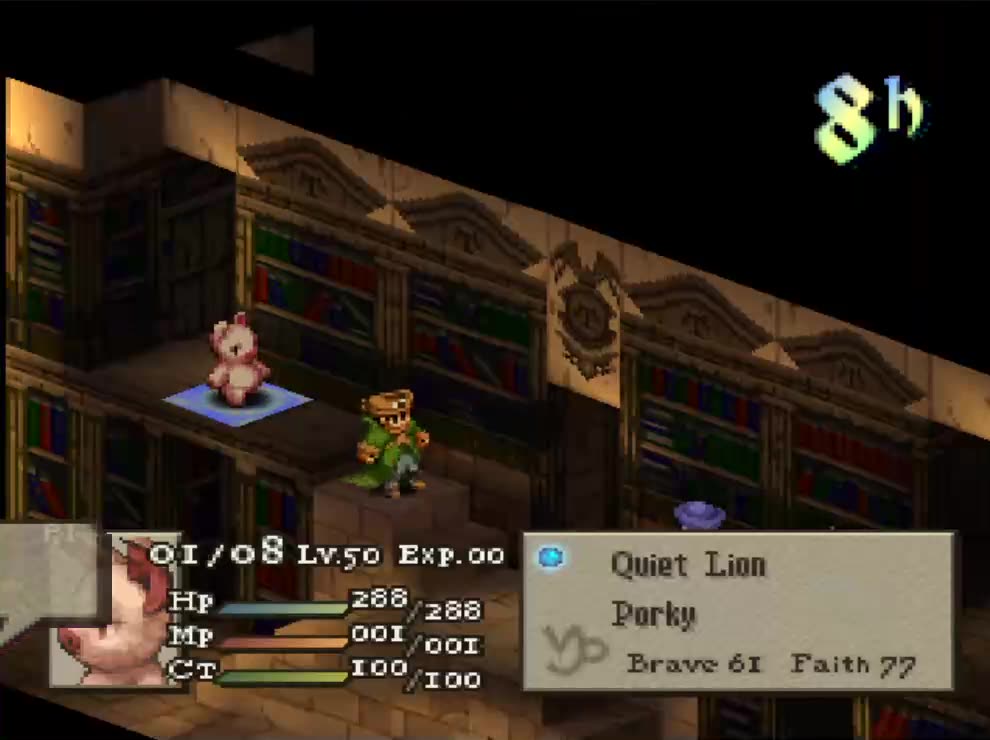 8h
01/08 Lv.50 Exp.00
Hp 288/288
Mp 001/001
CT 100/100
Quiet Lion
Porky
Brave 61 Faith 77